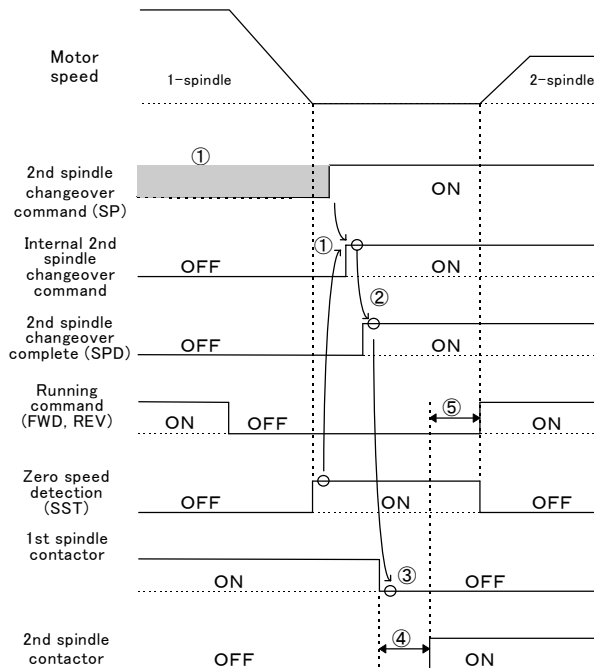 Motor
speed
1-spindle
2-spindle
①
2nd spindle
changeover
command (SP)
ON
Internal 2nd
spindle
changeover
command
OFF
①
ON
②
2nd spindle
changeover
complete (SPD)
OFF
ON
Running
command
(FWD, REV)
ON
OFF
⑤
ON
Zero speed
detection
(SST)
OFF
ON
OFF
1st spindle
contactor
ON
③
OFF
2nd spindle
contactor
OFF
④
ON